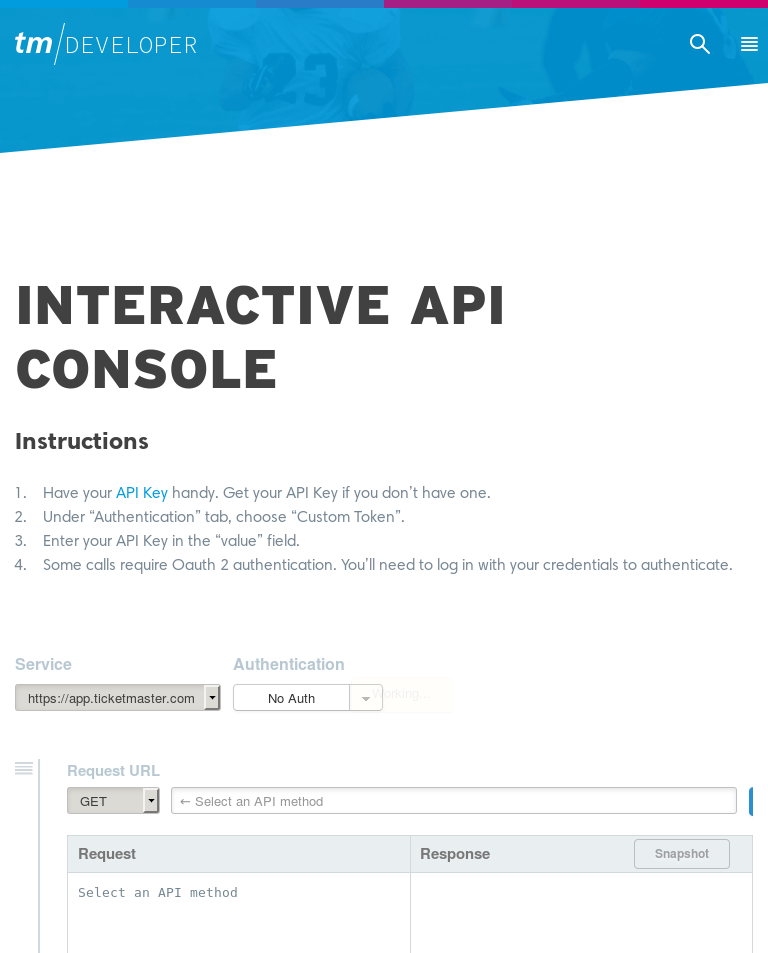 tm/DEVELOPER
23
INTERACTIVE API
CONSOLE
Instructions
1. Have your API Key handy. Get your API Key if you don’t have one.
2. Under “Authentication” tab, choose “Custom Token”.
3. Enter your API Key in the “value” field.
4. Some calls require Oauth 2 authentication. You’ll need to log in with your credentials to authenticate.
Service Authentication
https://app.ticketmaster.com No Auth Working...
Request URL
GET ← Select an API method
Request Response Snapshot
Select an API method